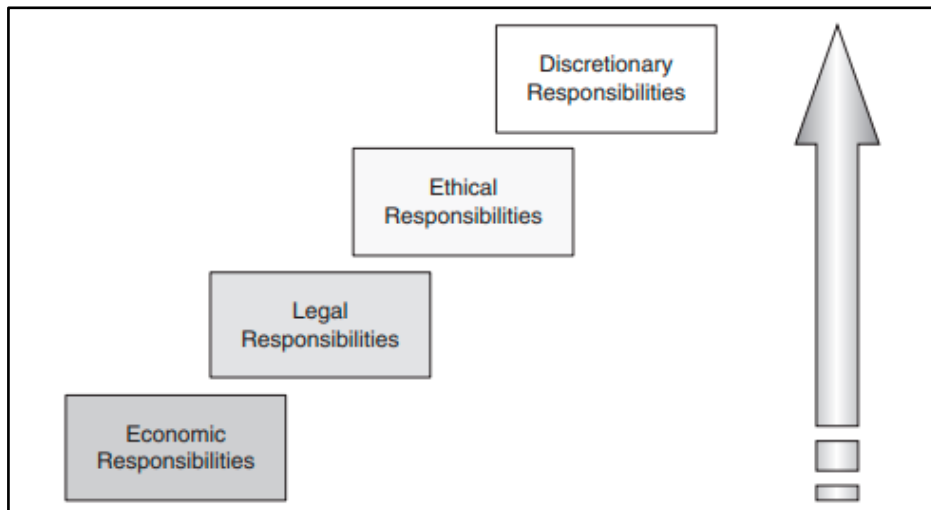 Discretionary
Responsibilities
Ethical
Responsibilities
Legal
Responsibilities
Economic
Responsibilities